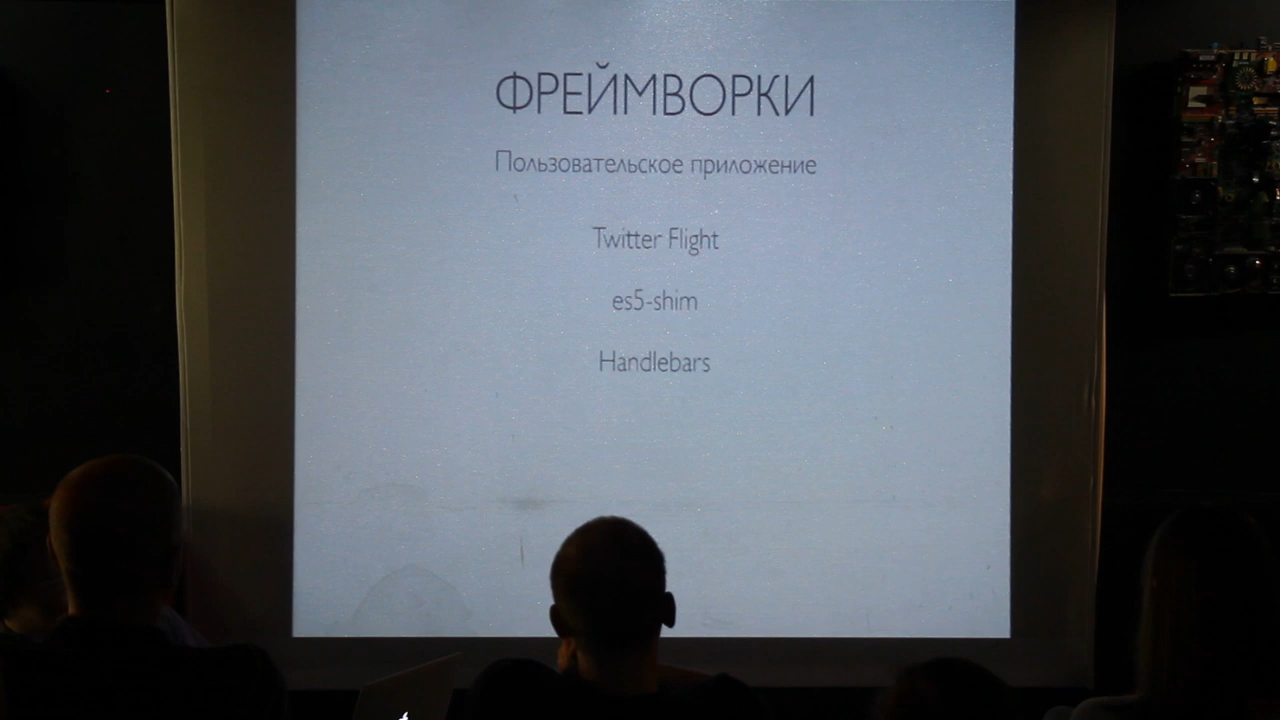 ФРЕЙМВОРКИ
Пользовательское приложение
Twitter Flight
es5-shim
Handlebars